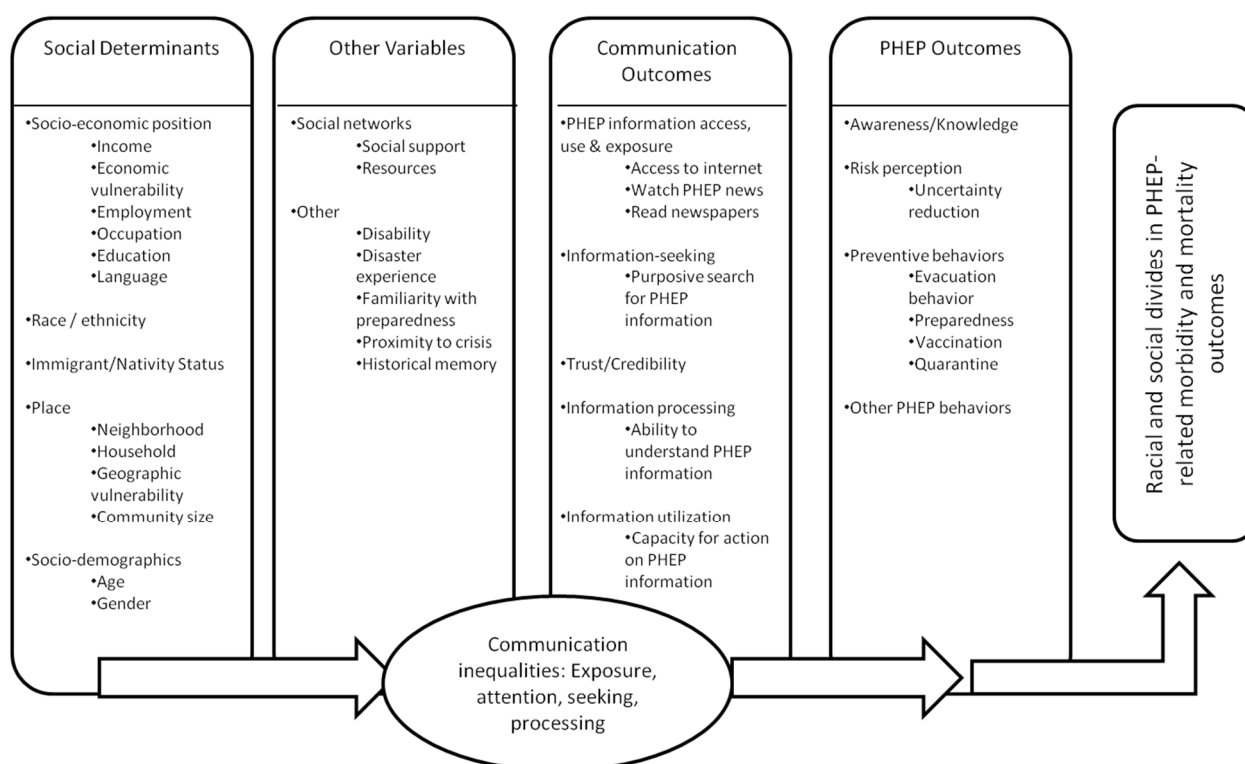 Social Determinants
•Socio-economic position
•Income
•Economic
vulnerability
•Employment
•Occupation
•Education
•Language
•Race / ethnicity
•Immigrant/Nativity Status
•Place
•Neighborhood
•Household
•Geographic
vulnerability
•Community size
•Socio-demographics
•Age
•Gender
Other Variables
•Social networks
•Social support
•Resources
•Other
•Disability
•Disaster
experience
•Familiarity with
preparedness
•Proximity to crisis
•Historical memory
Communication
Outcomes
•PHEP information access,
use & exposure
•Access to internet
•Watch PHEP news
•Read newspapers
•Information-seeking
•Purposive search
for PHEP
information
•Trust/Credibility
•Information processing
•Ability to
understand PHEP
information
•Information utilization
•Capacity for action
on PHEP
information
PHEP Outcomes
•Awareness/Knowledge
•Risk perception
•Uncertainty
reduction
•Preventive behaviors
•Evacuation
behavior
•Preparedness
•Vaccination
•Quarantine
•Other PHEP behaviors
Racial and social divides in PHEP-
related morbidity and mortality
outcomes
Communication
inequalities: Exposure,
attention, seeking,
processing